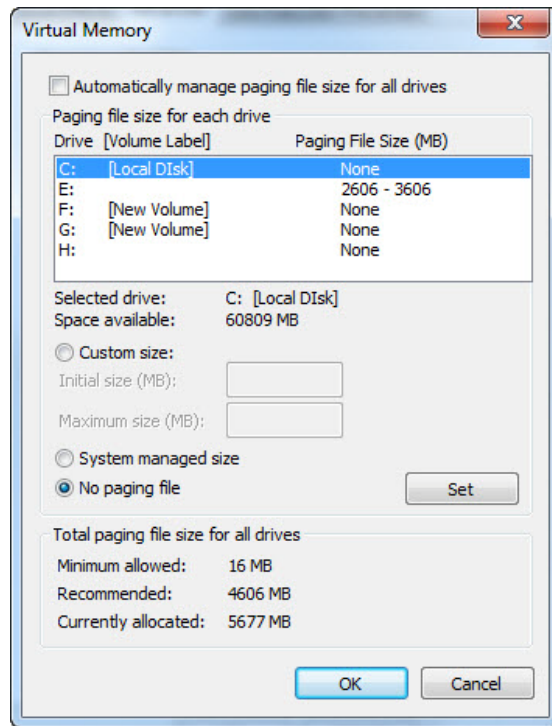 Virtual Memory
Automatically manage paging file size for all drives
Paging file size for each drive
Drive [Volume Label] Paging File Size (MB)
C: [Local DIsk] None
E: 2606 - 3606
F: [New Volume] None
G: [New Volume] None
H: None
Selected drive: C: [Local DIsk]
Space available: 60809 MB
Custom size:
Initial size (MB):
Maximum size (MB):
System managed size
No paging file Set
Total paging file size for all drives
Minimum allowed: 16 MB
Recommended: 4606 MB
Currently allocated: 5677 MB
OK Cancel